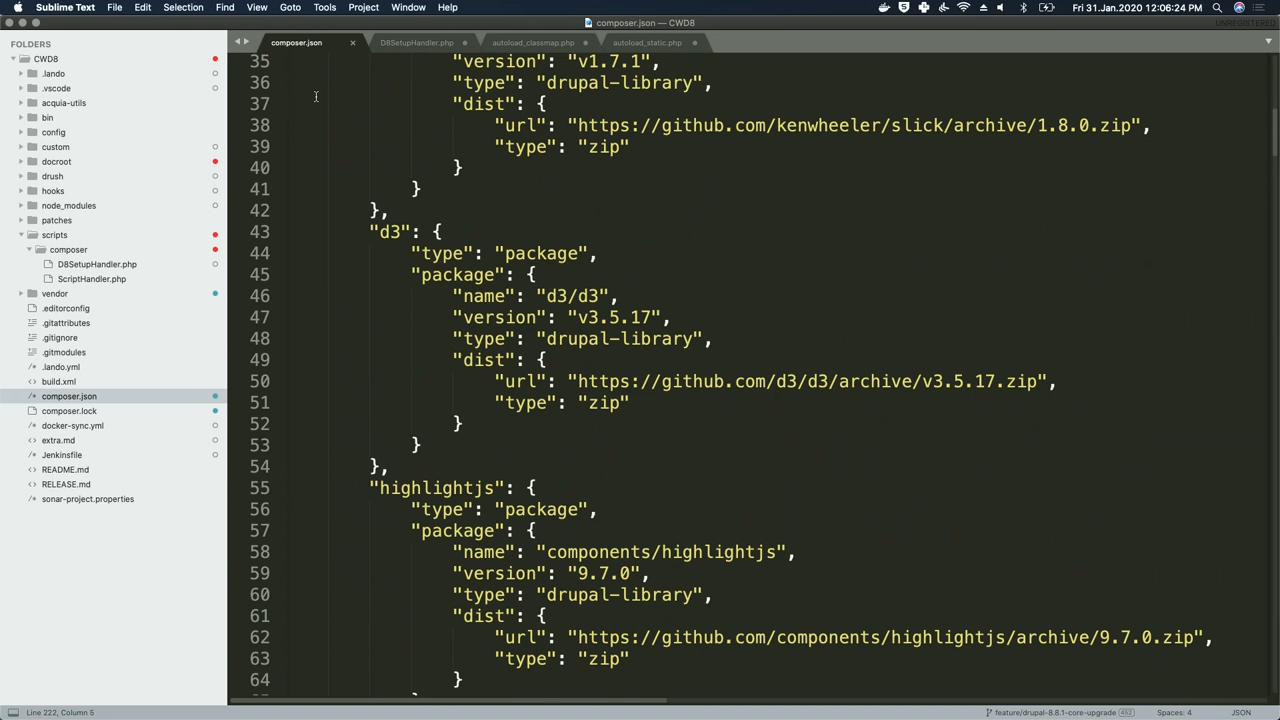 Sublime Text File Edit Selection Find View Goto Tools Project Window Help Fri 31.Jan.2020 12:06:24 PM
composer.json — CWD8 UNREGISTERED
FOLDERS
CWD8
.lando
.vscode
acquia-utils
bin
config
custom
docroot
drush
hooks
node_modules
patches
scripts
composer
D8SetupHandler.php
ScriptHandler.php
vendor
.editorconfig
.gitattributes
.gitignore
.gitmodules
.lando.yml
build.xml
composer.json
composer.lock
docker-sync.yml
extra.md
Jenkinsfile
README.md
RELEASE.md
sonar-project.properties
composer.json D8SetupHandler.php autoload_classmap.php autoload_static.php
35 "version": "v1.7.1",
36 "type": "drupal-library",
37 "dist": {
38 "url": "https://github.com/kenwheeler/slick/archive/1.8.0.zip",
39 "type": "zip"
40 }
41 }
42 },
43 "d3": {
44 "type": "package",
45 "package": {
46 "name": "d3/d3",
47 "version": "v3.5.17",
48 "type": "drupal-library",
49 "dist": {
50 "url": "https://github.com/d3/d3/archive/v3.5.17.zip",
51 "type": "zip"
52 }
53 }
54 },
55 "highlightjs": {
56 "type": "package",
57 "package": {
58 "name": "components/highlightjs",
59 "version": "9.7.0",
60 "type": "drupal-library",
61 "dist": {
62 "url": "https://github.com/components/highlightjs/archive/9.7.0.zip",
63 "type": "zip"
64 }
Line 222, Column 5 feature/drupal-8.8.1-core-upgrade 462 Spaces: 4 JSON